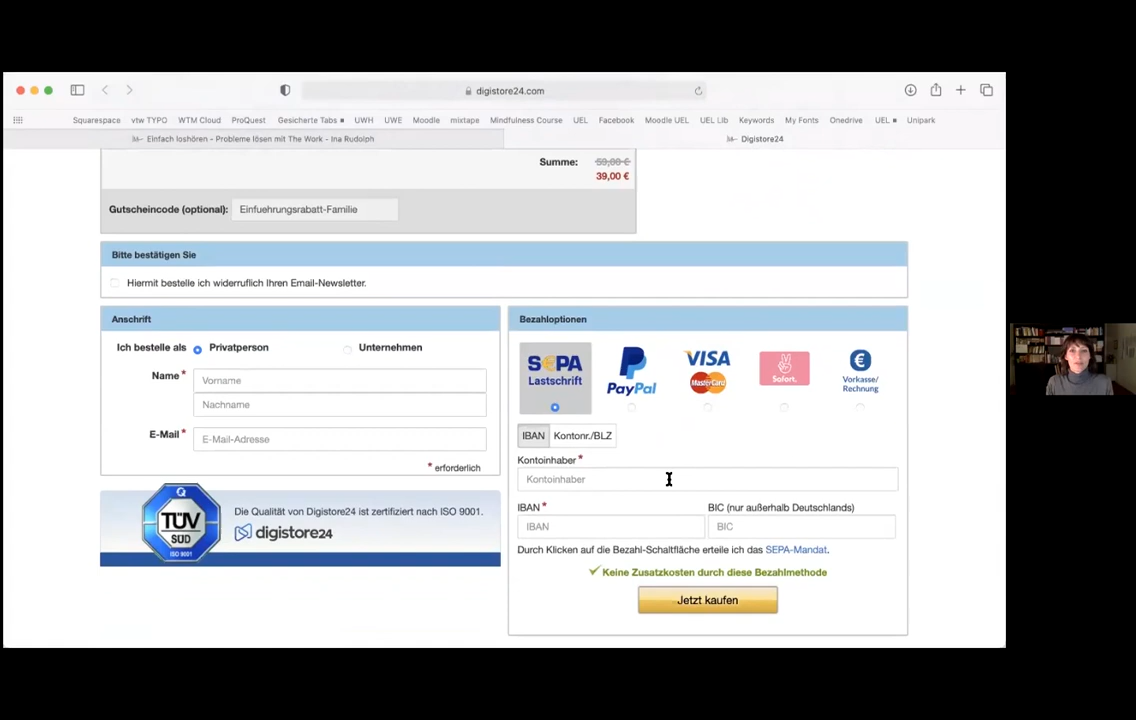 digistore24.com
Squarespace vtw TYPO WTM Cloud ProQuest Gesicherte Tabs UWH UWE Moodle mixtape Mindfulness Course UEL Facebook Moodle UEL UEL Lib Keywords My Fonts Onedrive UEL Unipark
Einfach loshören - Probleme lösen mit The Work - Ina Rudolph Digistore24
Summe: 59,00 €
39,00 €
Gutscheincode (optional): Einfuehrungsrabatt-Familie
Bitte bestätigen Sie
Hiermit bestelle ich widerruflich Ihren Email-Newsletter.
Anschrift
Ich bestelle als Privatperson Unternehmen
Name * Vorname
Nachname
E-Mail * E-Mail-Adresse
* erforderlich
TÜV
SÜD
ISO 9001
Die Qualität von Digistore24 ist zertifiziert nach ISO 9001.
digistore24
Bezahloptionen
S€PA
Lastschrift
PayPal
VISA
MasterCard
Sofort.
Vorkasse/
Rechnung
IBAN Kontonr./BLZ
Kontoinhaber *
Kontoinhaber
IBAN * BIC (nur außerhalb Deutschlands)
IBAN BIC
Durch Klicken auf die Bezahl-Schaltfläche erteile ich das SEPA-Mandat.
Keine Zusatzkosten durch diese Bezahlmethode
Jetzt kaufen